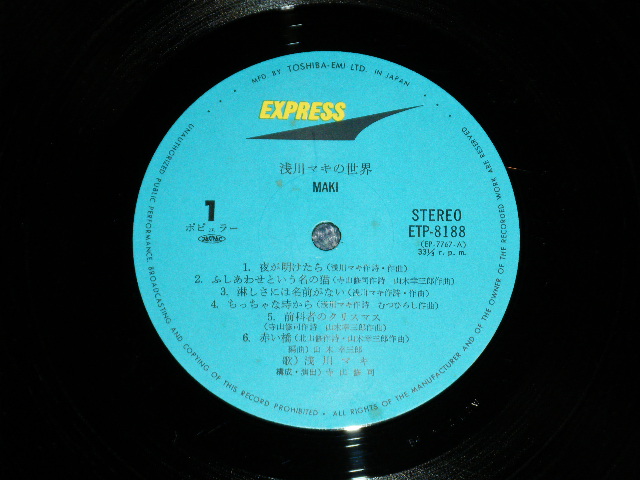 MFD. BY TOSHIBA-EMI LTD. IN JAPAN
EXPRESS
浅川マキの世界
MAKI
1
ポピュラー
JASRAC
STEREO
ETP-8188
(EP-7767-A)
33⅓ r. p. m.
1. 夜が明けたら (浅川マキ作詩・作曲)
2. ふしあわせという名の猫 (寺山修司作詩 山木幸三郎作曲)
3. 淋しさには名前がない (浅川マキ作詩・作曲)
4. ちっちゃな時から (浅川マキ作詩 むつひろし作曲)
5. 前科者のクリスマス
(寺山修司作詩 山木幸三郎作曲)
6. 赤い橋 (北山修作詩・山木幸三郎作曲)
編曲) 山木幸三郎
歌) 浅川マキ
構成・演出) 寺山修司
UNAUTHORIZED PUBLIC PERFORMANCE, BROADCASTING AND COPYING OF THIS RECORD PROHIBITED • ALL RIGHTS OF THE MANUFACTURER AND OF THE OWNER OF THE RECORDED WORK ARE RESERVED